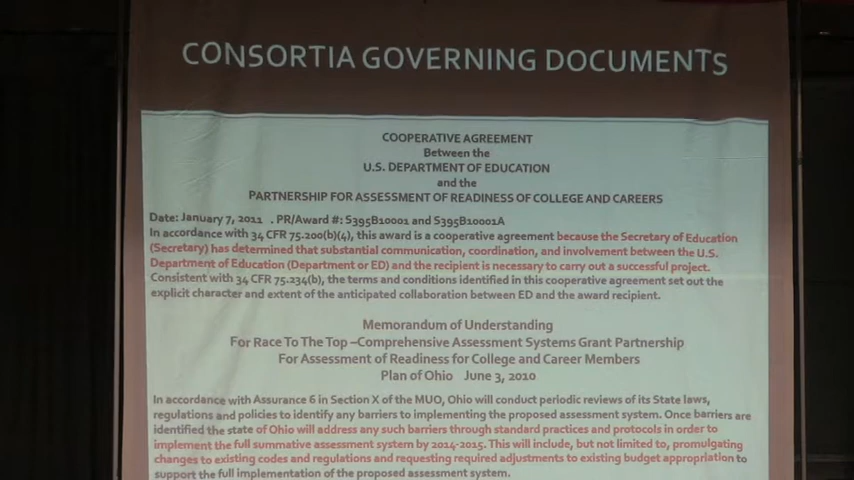 CONSORTIA GOVERNING DOCUMENTS
COOPERATIVE AGREEMENT
Between the
U.S. DEPARTMENT OF EDUCATION
and the
PARTNERSHIP FOR ASSESSMENT OF READINESS OF COLLEGE AND CAREERS
Date: January 7, 2011 . PR/Award #: S395B10001 and S395B10001A
In accordance with 34 CFR 75.200(b)(4), this award is a cooperative agreement because the Secretary of Education
(Secretary) has determined that substantial communication, coordination, and involvement between the U.S.
Department of Education (Department or ED) and the recipient is necessary to carry out a successful project.
Consistent with 34 CFR 75.234(b), the terms and conditions identified in this cooperative agreement set out the
explicit character and extent of the anticipated collaboration between ED and the award recipient.
Memorandum of Understanding
For Race To The Top –Comprehensive Assessment Systems Grant Partnership
For Assessment of Readiness for College and Career Members
Plan of Ohio June 3, 2010
In accordance with Assurance 6 in Section X of the MUO, Ohio will conduct periodic reviews of its State laws,
regulations and policies to identify any barriers to implementing the proposed assessment system. Once barriers are
identified the state of Ohio will address any such barriers through standard practices and protocols in order to
implement the full summative assessment system by 2014-2015. This will include, but not limited to, promulgating
changes to existing codes and regulations and requesting required adjustments to existing budget appropriation to
support the full implementation of the proposed assessment system.